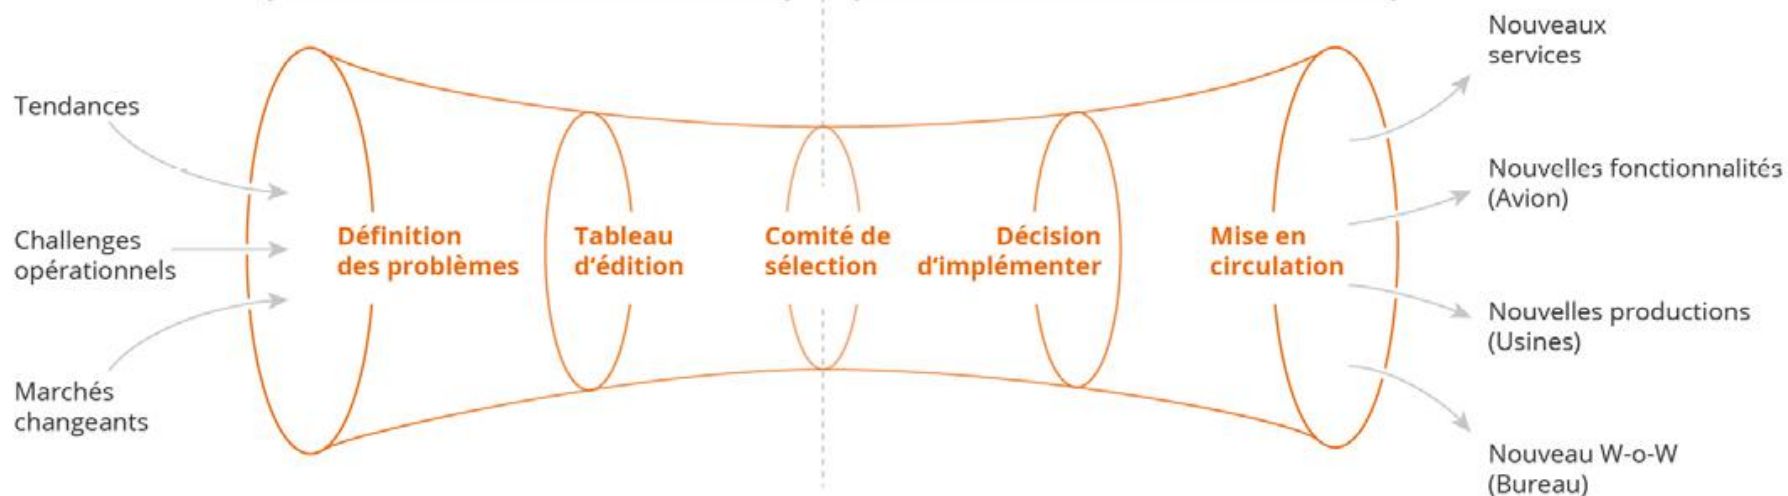 Tendances
Challenges
opérationnels
Marchés
changeants
Définition
des problèmes
Tableau
d'édition
Comité de
sélection
Décision
d'implémenter
Mise en
circulation
Nouveaux
services
Nouvelles fonctionnalités
(Avion)
Nouvelles productions
(Usines)
Nouveau W-o-W
(Bureau)